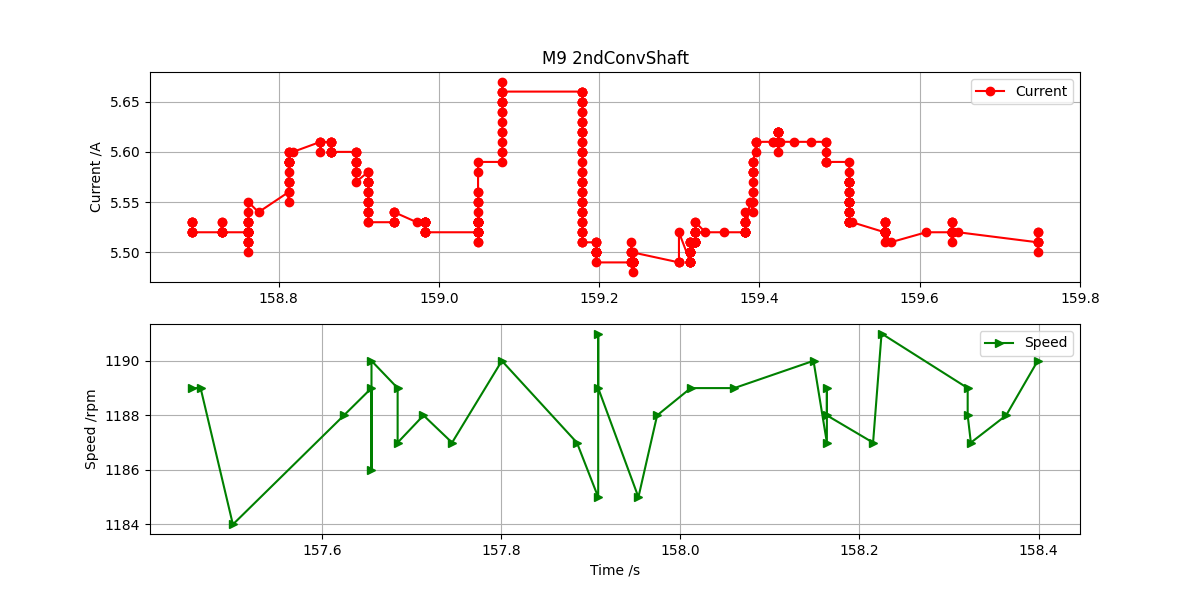 M9 2ndConvShaft
Current /A
5.65
5.60
5.55
5.50
Current
158.8 159.0 159.2 159.4 159.6 159.8
Speed /rpm
1190
1188
1186
1184
Speed
157.6 157.8 158.0 158.2 158.4
Time /s